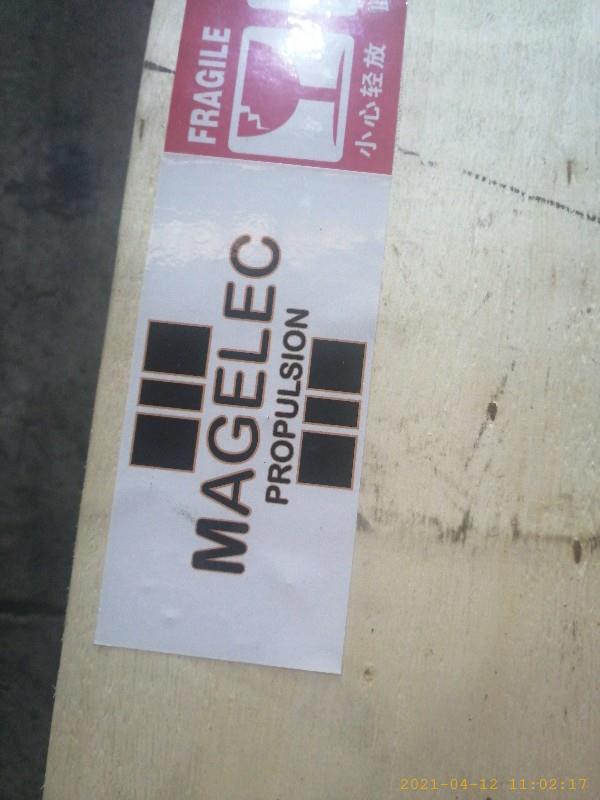 FRAGILE
小心轻放
MAGELEC
PROPULSION
2021-04-12 11:02:17